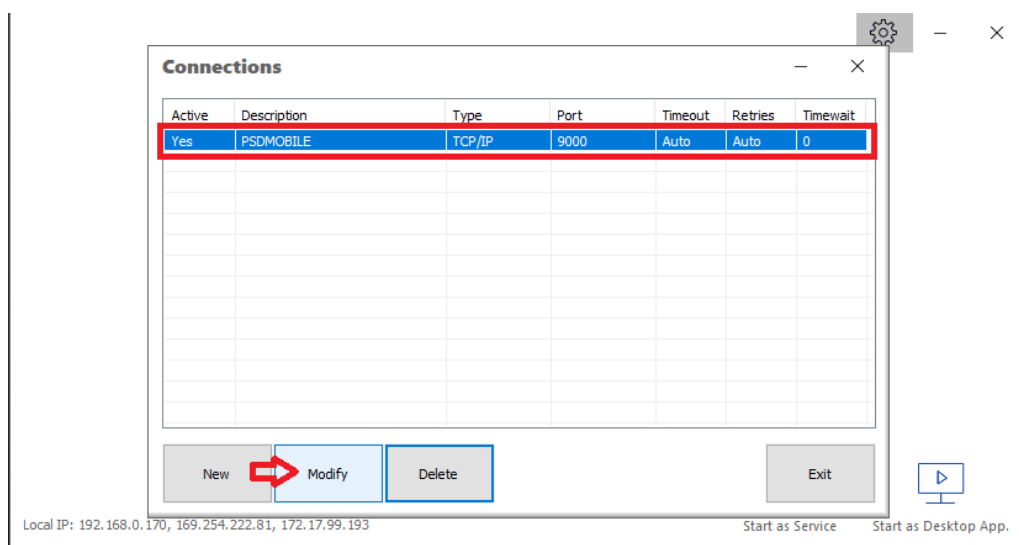 Connections
Active Description Type Port Timeout Retries Timewait
Yes PSDMOBILE TCP/IP 9000 Auto Auto 0
New Modify Delete Exit
Local IP: 192.168.0.170, 169.254.222.81, 172.17.99.193 Start as Service Start as Desktop App.